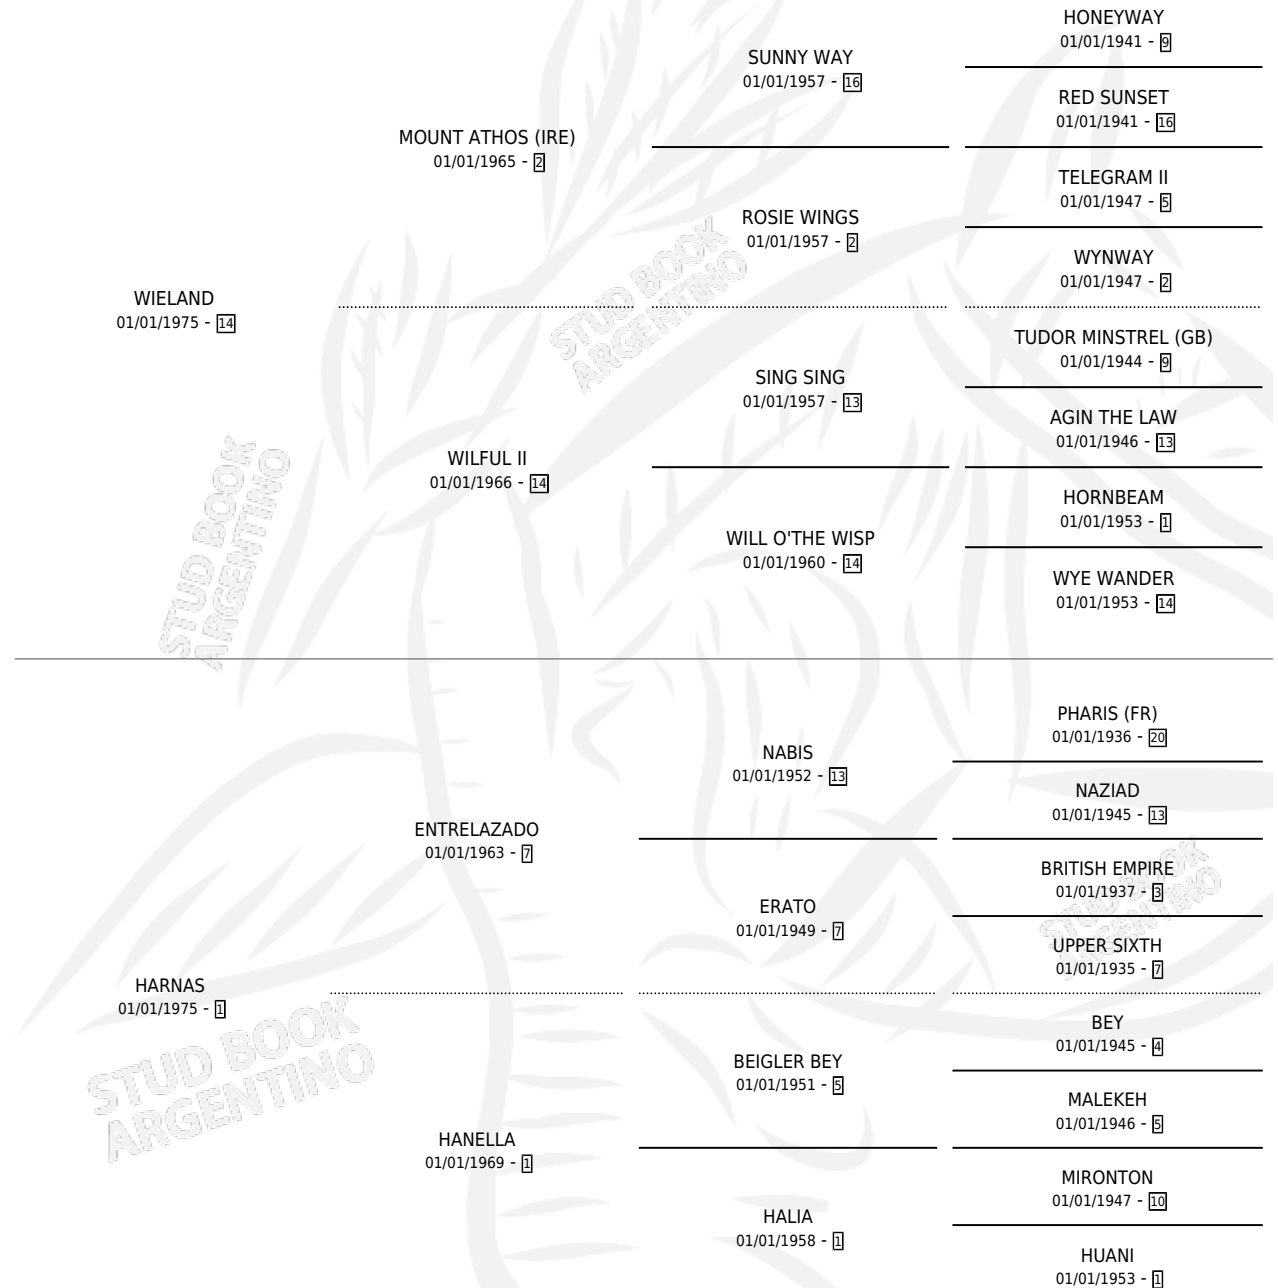 HONEYWAY
01/01/1941 - 9
SUNNY WAY
01/01/1957 - 16
RED SUNSET
01/01/1941 - 16
MOUNT ATHOS (IRE)
01/01/1965 - 2
TELEGRAM II
01/01/1947 - 5
ROSIE WINGS
01/01/1957 - 2
WYNWAY
01/01/1947 - 2
WIELAND
01/01/1975 - 14
STUD BOOK
ARGENTINO
TUDOR MINSTREL (GB)
01/01/1944 - 9
SING SING
01/01/1957 - 13
AGIN THE LAW
01/01/1946 - 13
WILFUL II
01/01/1966 - 14
HORNBEAM
01/01/1953 - 1
WILL O'THE WISP
01/01/1960 - 14
WYE WANDER
01/01/1953 - 14
STUD BOOK
ARGENTINO
PHARIS (FR)
01/01/1936 - 20
NABIS
01/01/1952 - 13
NAZIAD
01/01/1945 - 13
ENTRELAZADO
01/01/1963 - 7
BRITISH EMPIRE
01/01/1937 - 3
ERATO
01/01/1949 - 7
UPPER SIXTH
01/01/1935 - 7
STUD BOOK
ARGENTINO
HARNAS
01/01/1975 - 1
BEY
01/01/1945 - 4
BEIGLER BEY
01/01/1951 - 5
MALEKEH
01/01/1946 - 5
STUD BOOK
ARGENTINO
HANELLA
01/01/1969 - 1
MIRONTON
01/01/1947 - 10
HALIA
01/01/1958 - 1
HUANI
01/01/1953 - 1